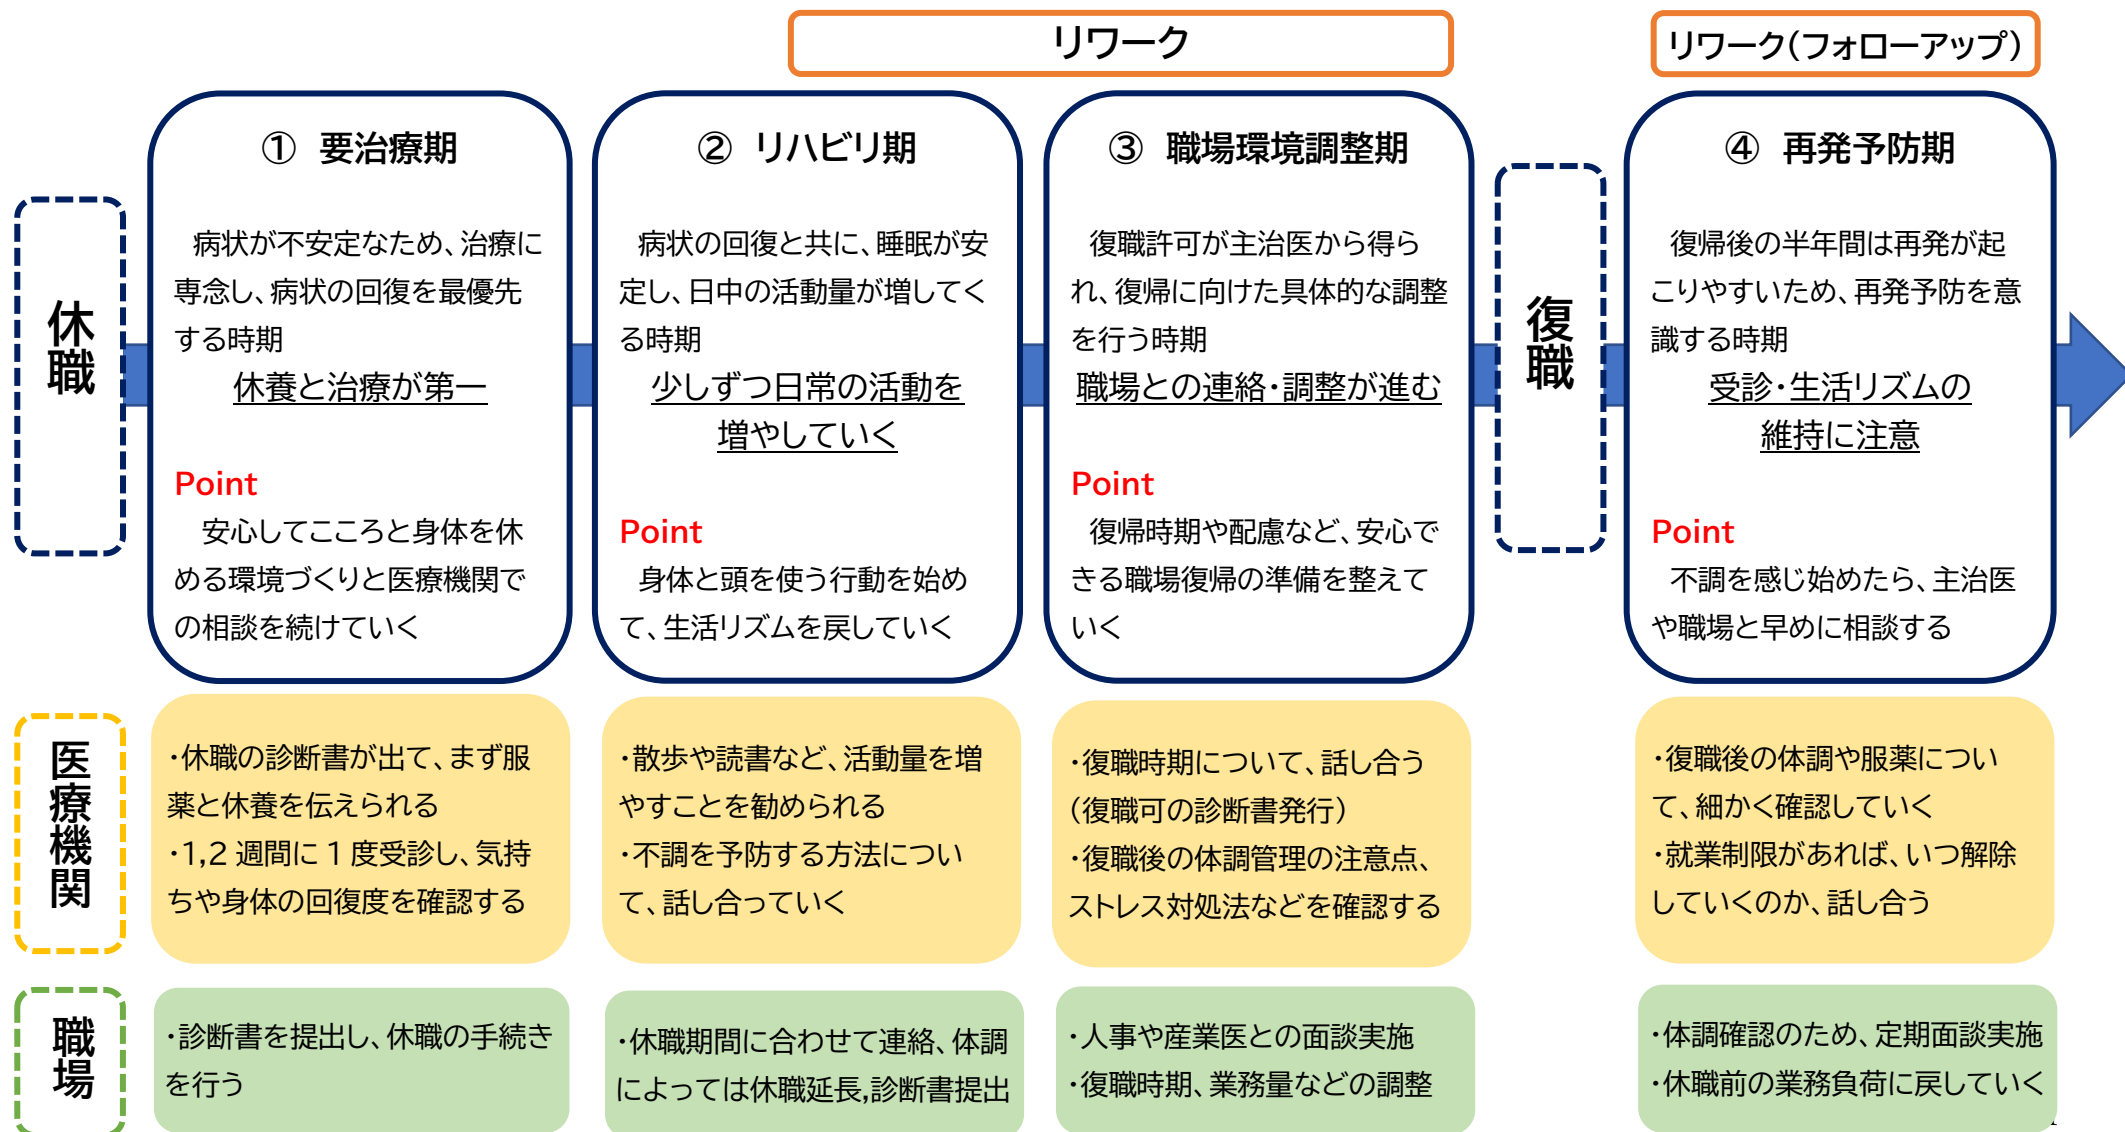 リワーク
リワーク(フォローアップ)
休職
① 要治療期
病状が不安定なため、治療に
専念し、病状の回復を最優先
する時期
休養と治療が第一
Point
安心してこころと身体を休
める環境づくりと医療機関で
の相談を続けていく
② リハビリ期
病状の回復と共に、睡眠が安
定し、日中の活動量が増してく
る時期
少しずつ日常の活動を
増やしていく
Point
身体と頭を使う行動を始め
て、生活リズムを戻していく
③ 職場環境調整期
復職許可が主治医から得ら
れ、復帰に向けた具体的な調整
を行う時期
職場との連絡・調整が進む
Point
復帰時期や配慮など、安心で
きる職場復帰の準備を整えて
いく
復職
④ 再発予防期
復帰後の半年間は再発が起
こりやすいため、再発予防を意
識する時期
受診・生活リズムの
維持に注意
Point
不調を感じ始めたら、主治医
や職場と早めに相談する
医療機関
・休職の診断書が出て、まず服
薬と休養を伝えられる
・1,2 週間に 1 度受診し、気持
ちや身体の回復度を確認する
・散歩や読書など、活動量を増
やすことを勧められる
・不調を予防する方法につい
て、話し合っていく
・復職時期について、話し合う
(復職可の診断書発行)
・復職後の体調管理の注意点、
ストレス対処法などを確認する
・復職後の体調や服薬につい
て、細かく確認していく
・就業制限があれば、いつ解除
していくのか、話し合う
職場
・診断書を提出し、休職の手続き
を行う
・休職期間に合わせて連絡、体調
によっては休職延長,診断書提出
・人事や産業医との面談実施
・復職時期、業務量などの調整
・体調確認のため、定期面談実施
・休職前の業務負荷に戻していく